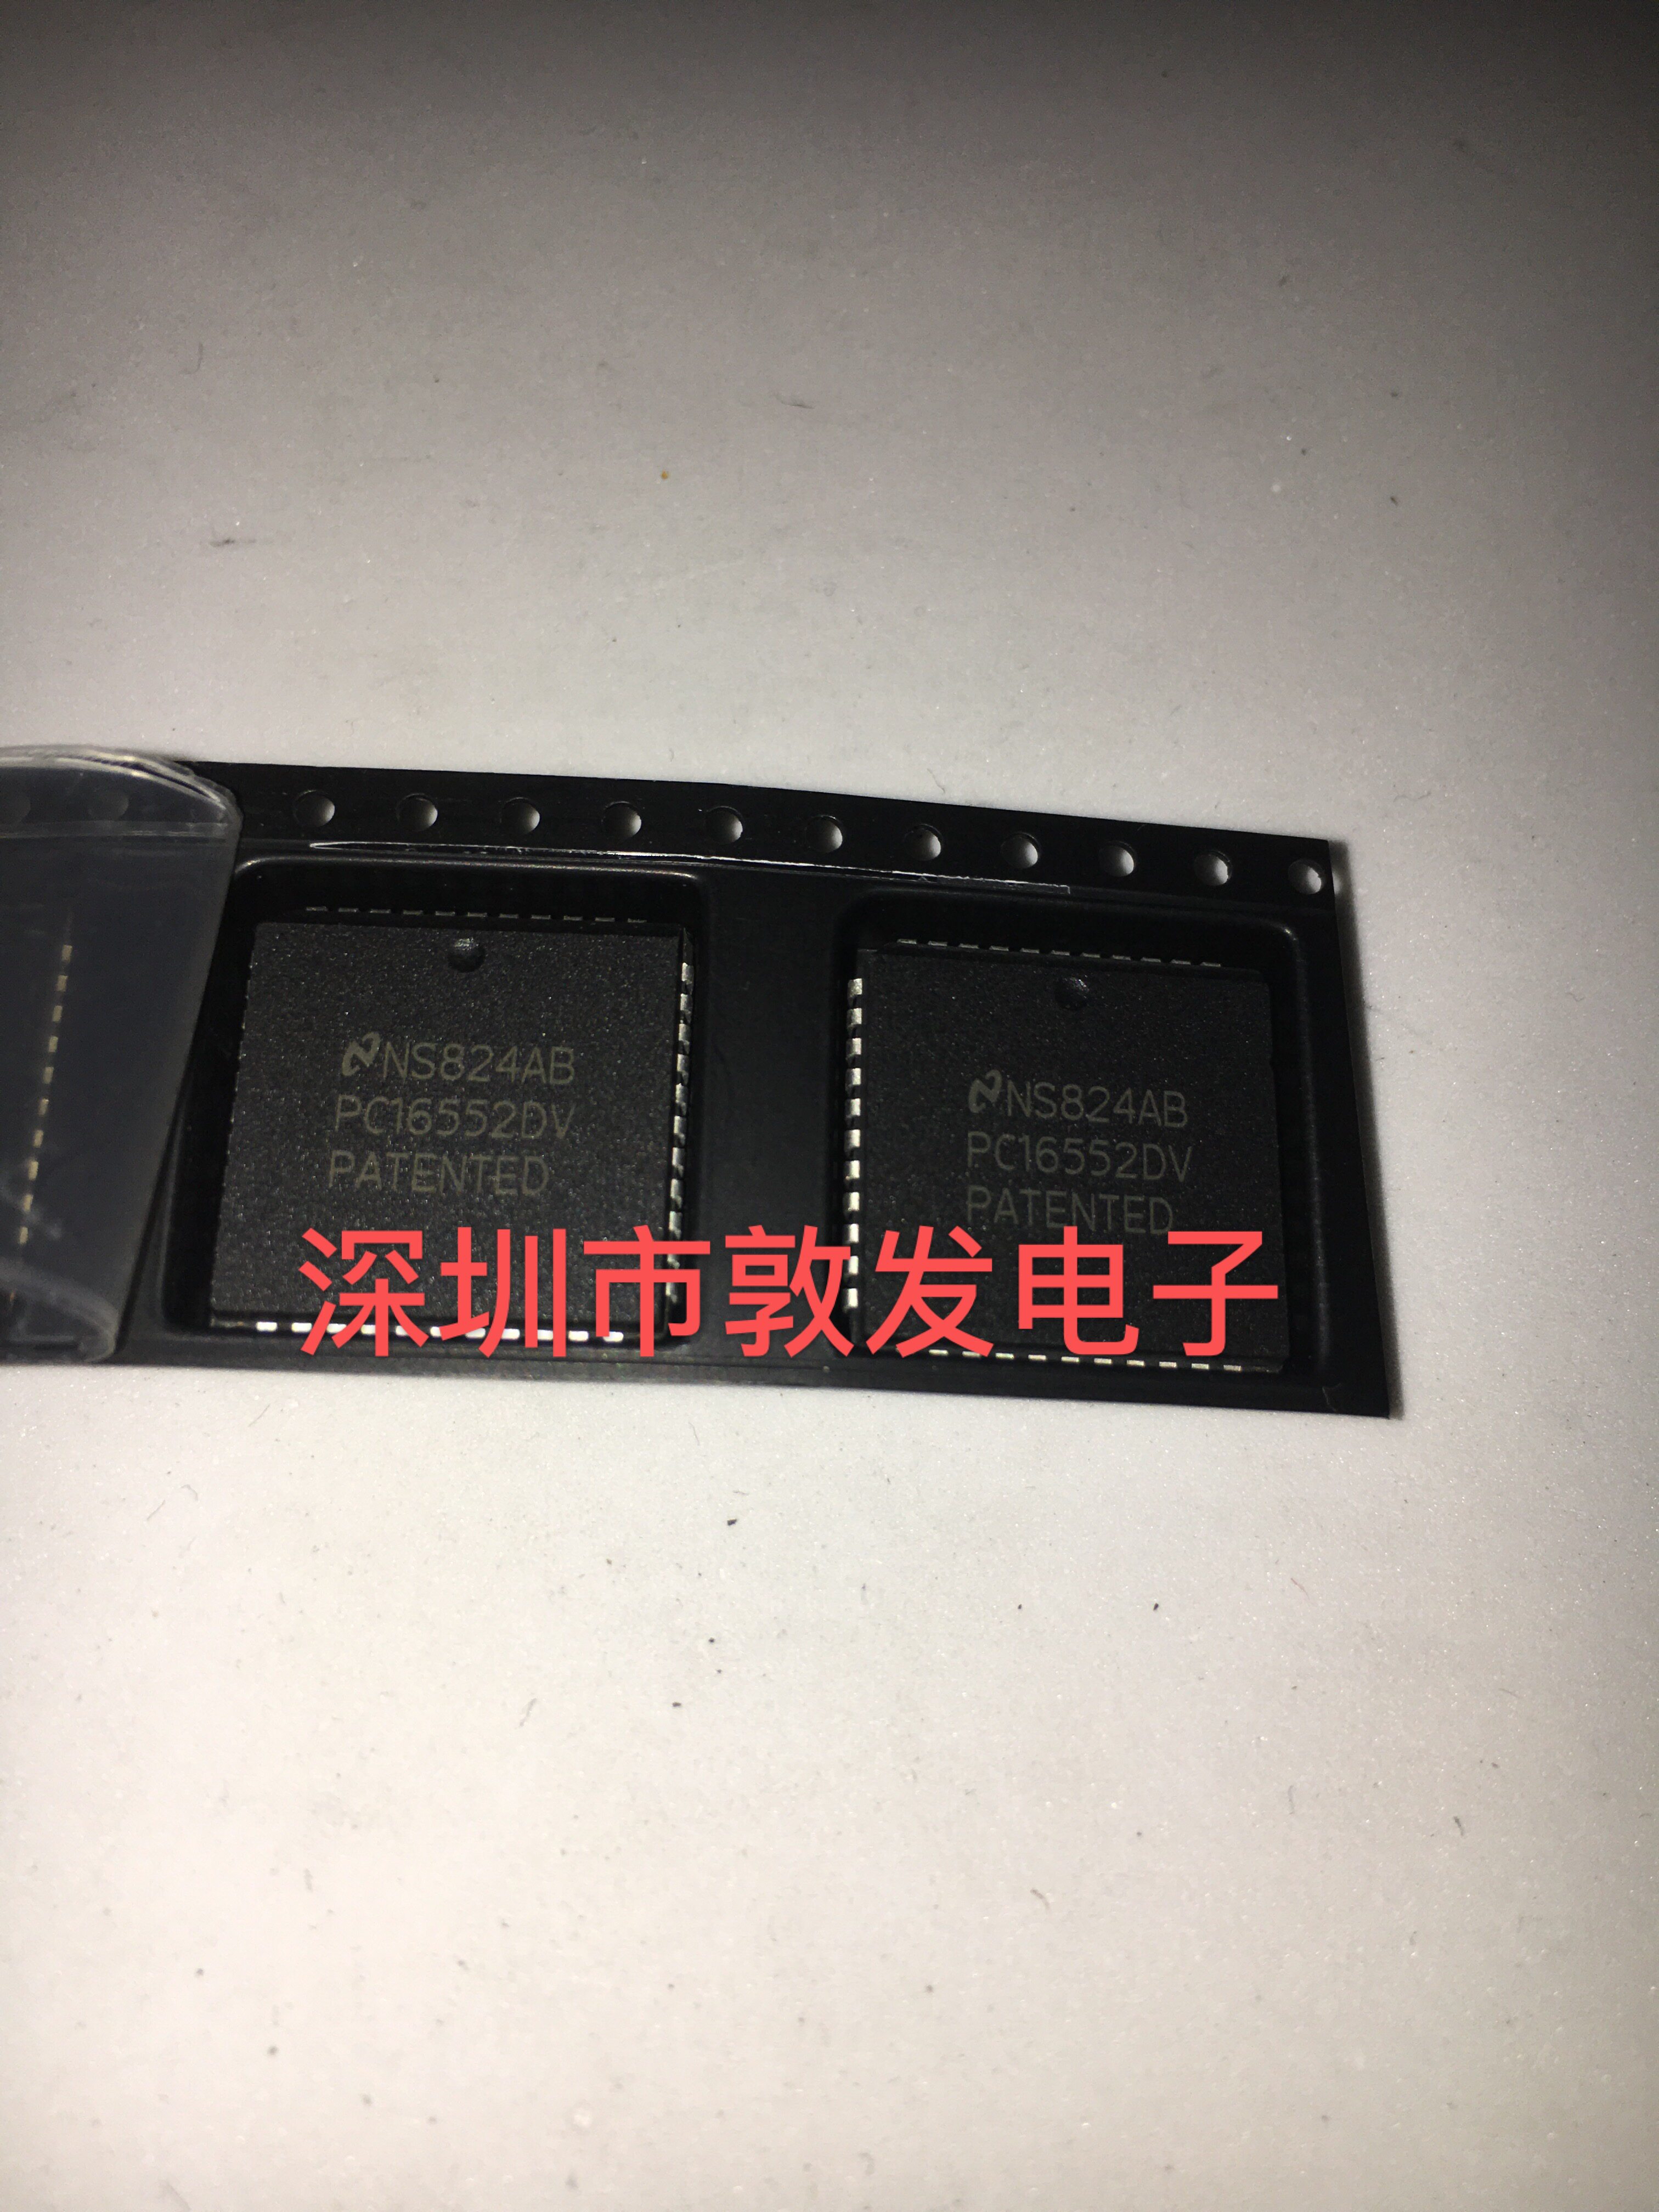 NS824AB
PC16552DV
PATENTED
NS824AB
PC16552DV
PATENTED
深圳市敦发电子